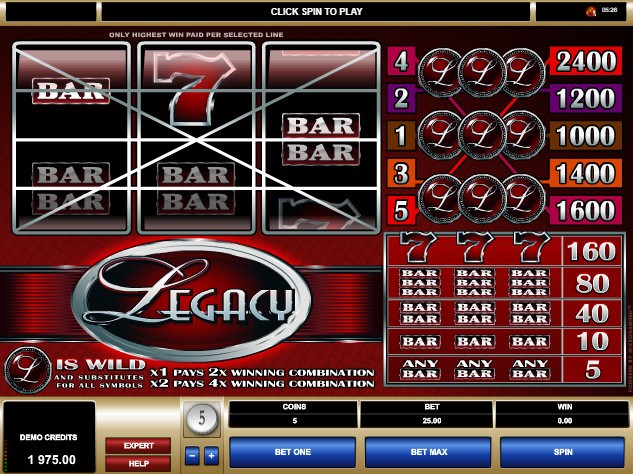 CLICK SPIN TO PLAY
05:26
ONLY HIGHEST WIN PAID PER SELECTED LINE
BAR
7
BAR
BAR
BAR
BAR
BAR
BAR
7
4 L L L 2400
2 1200
1 L L L 1000
3 1400
5 L L L 1600
7 7 7 160
BAR BAR BAR
BAR BAR BAR 80
BAR BAR BAR
BAR BAR BAR
BAR BAR BAR 40
BAR BAR BAR 10
ANY ANY ANY
BAR BAR BAR 5
LEGACY
L IS WILD
AND SUBSTITUTES
FOR ALL SYMBOLS
x1 PAYS 2X WINNING COMBINATION
x2 PAYS 4X WINNING COMBINATION
DEMO CREDITS
1 975.00
EXPERT
HELP
5
- +
COINS
5
BET
25.00
WIN
0.00
BET ONE
BET MAX
SPIN